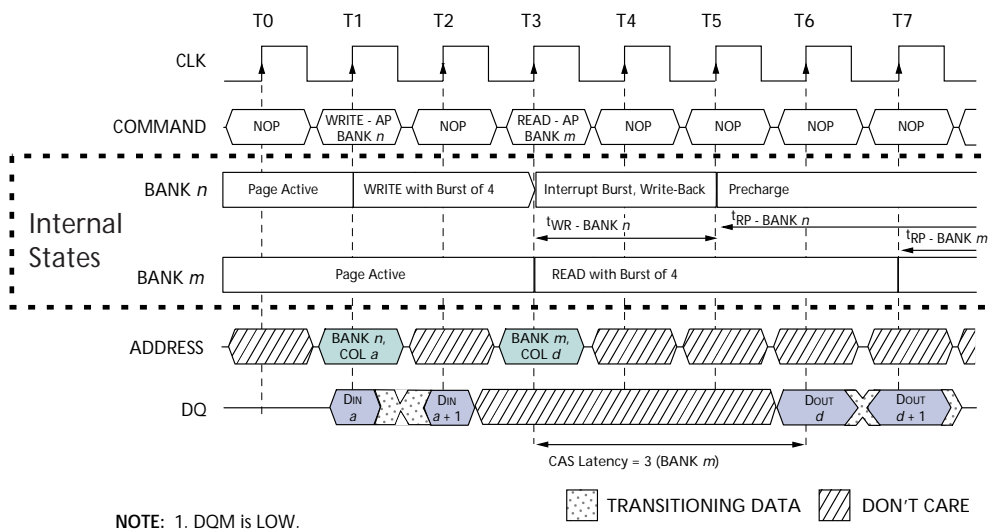 T0 T1 T2 T3 T4 T5 T6 T7
CLK
COMMAND NOP WRITE - AP BANK n NOP READ - AP BANK m NOP NOP NOP NOP
Internal States
BANK n Page Active WRITE with Burst of 4 Interrupt Burst, Write-Back Precharge
tWR - BANK n tRP - BANK n
tRP - BANK m
BANK m Page Active READ with Burst of 4
ADDRESS BANK n, COL a BANK m, COL d
DQ DIN a DIN a + 1 DOUT d DOUT d + 1
CAS Latency = 3 (BANK m)
TRANSITIONING DATA DON'T CARE
NOTE: 1. DQM is LOW.